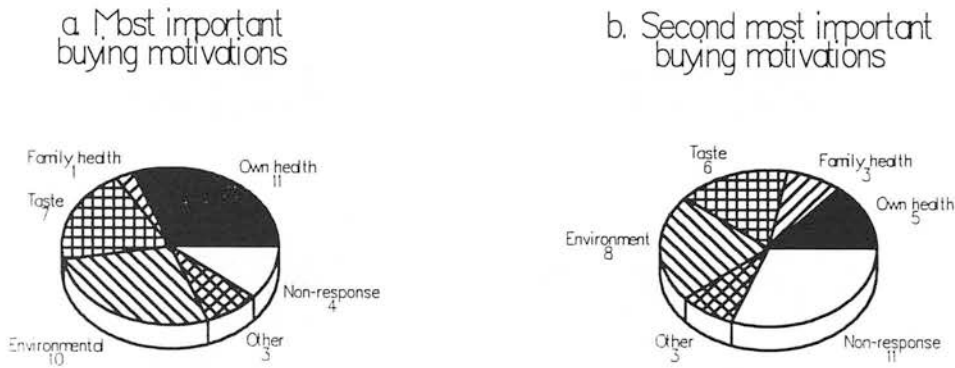 a. Most important
buying motivations
Family health
1
Own health
11
Taste
7
Non-response
4
Environmental
10
Other
3
b. Second most important
buying motivations
Taste
6
Family health
3
Own health
5
Environment
8
Other
3
Non-response
11